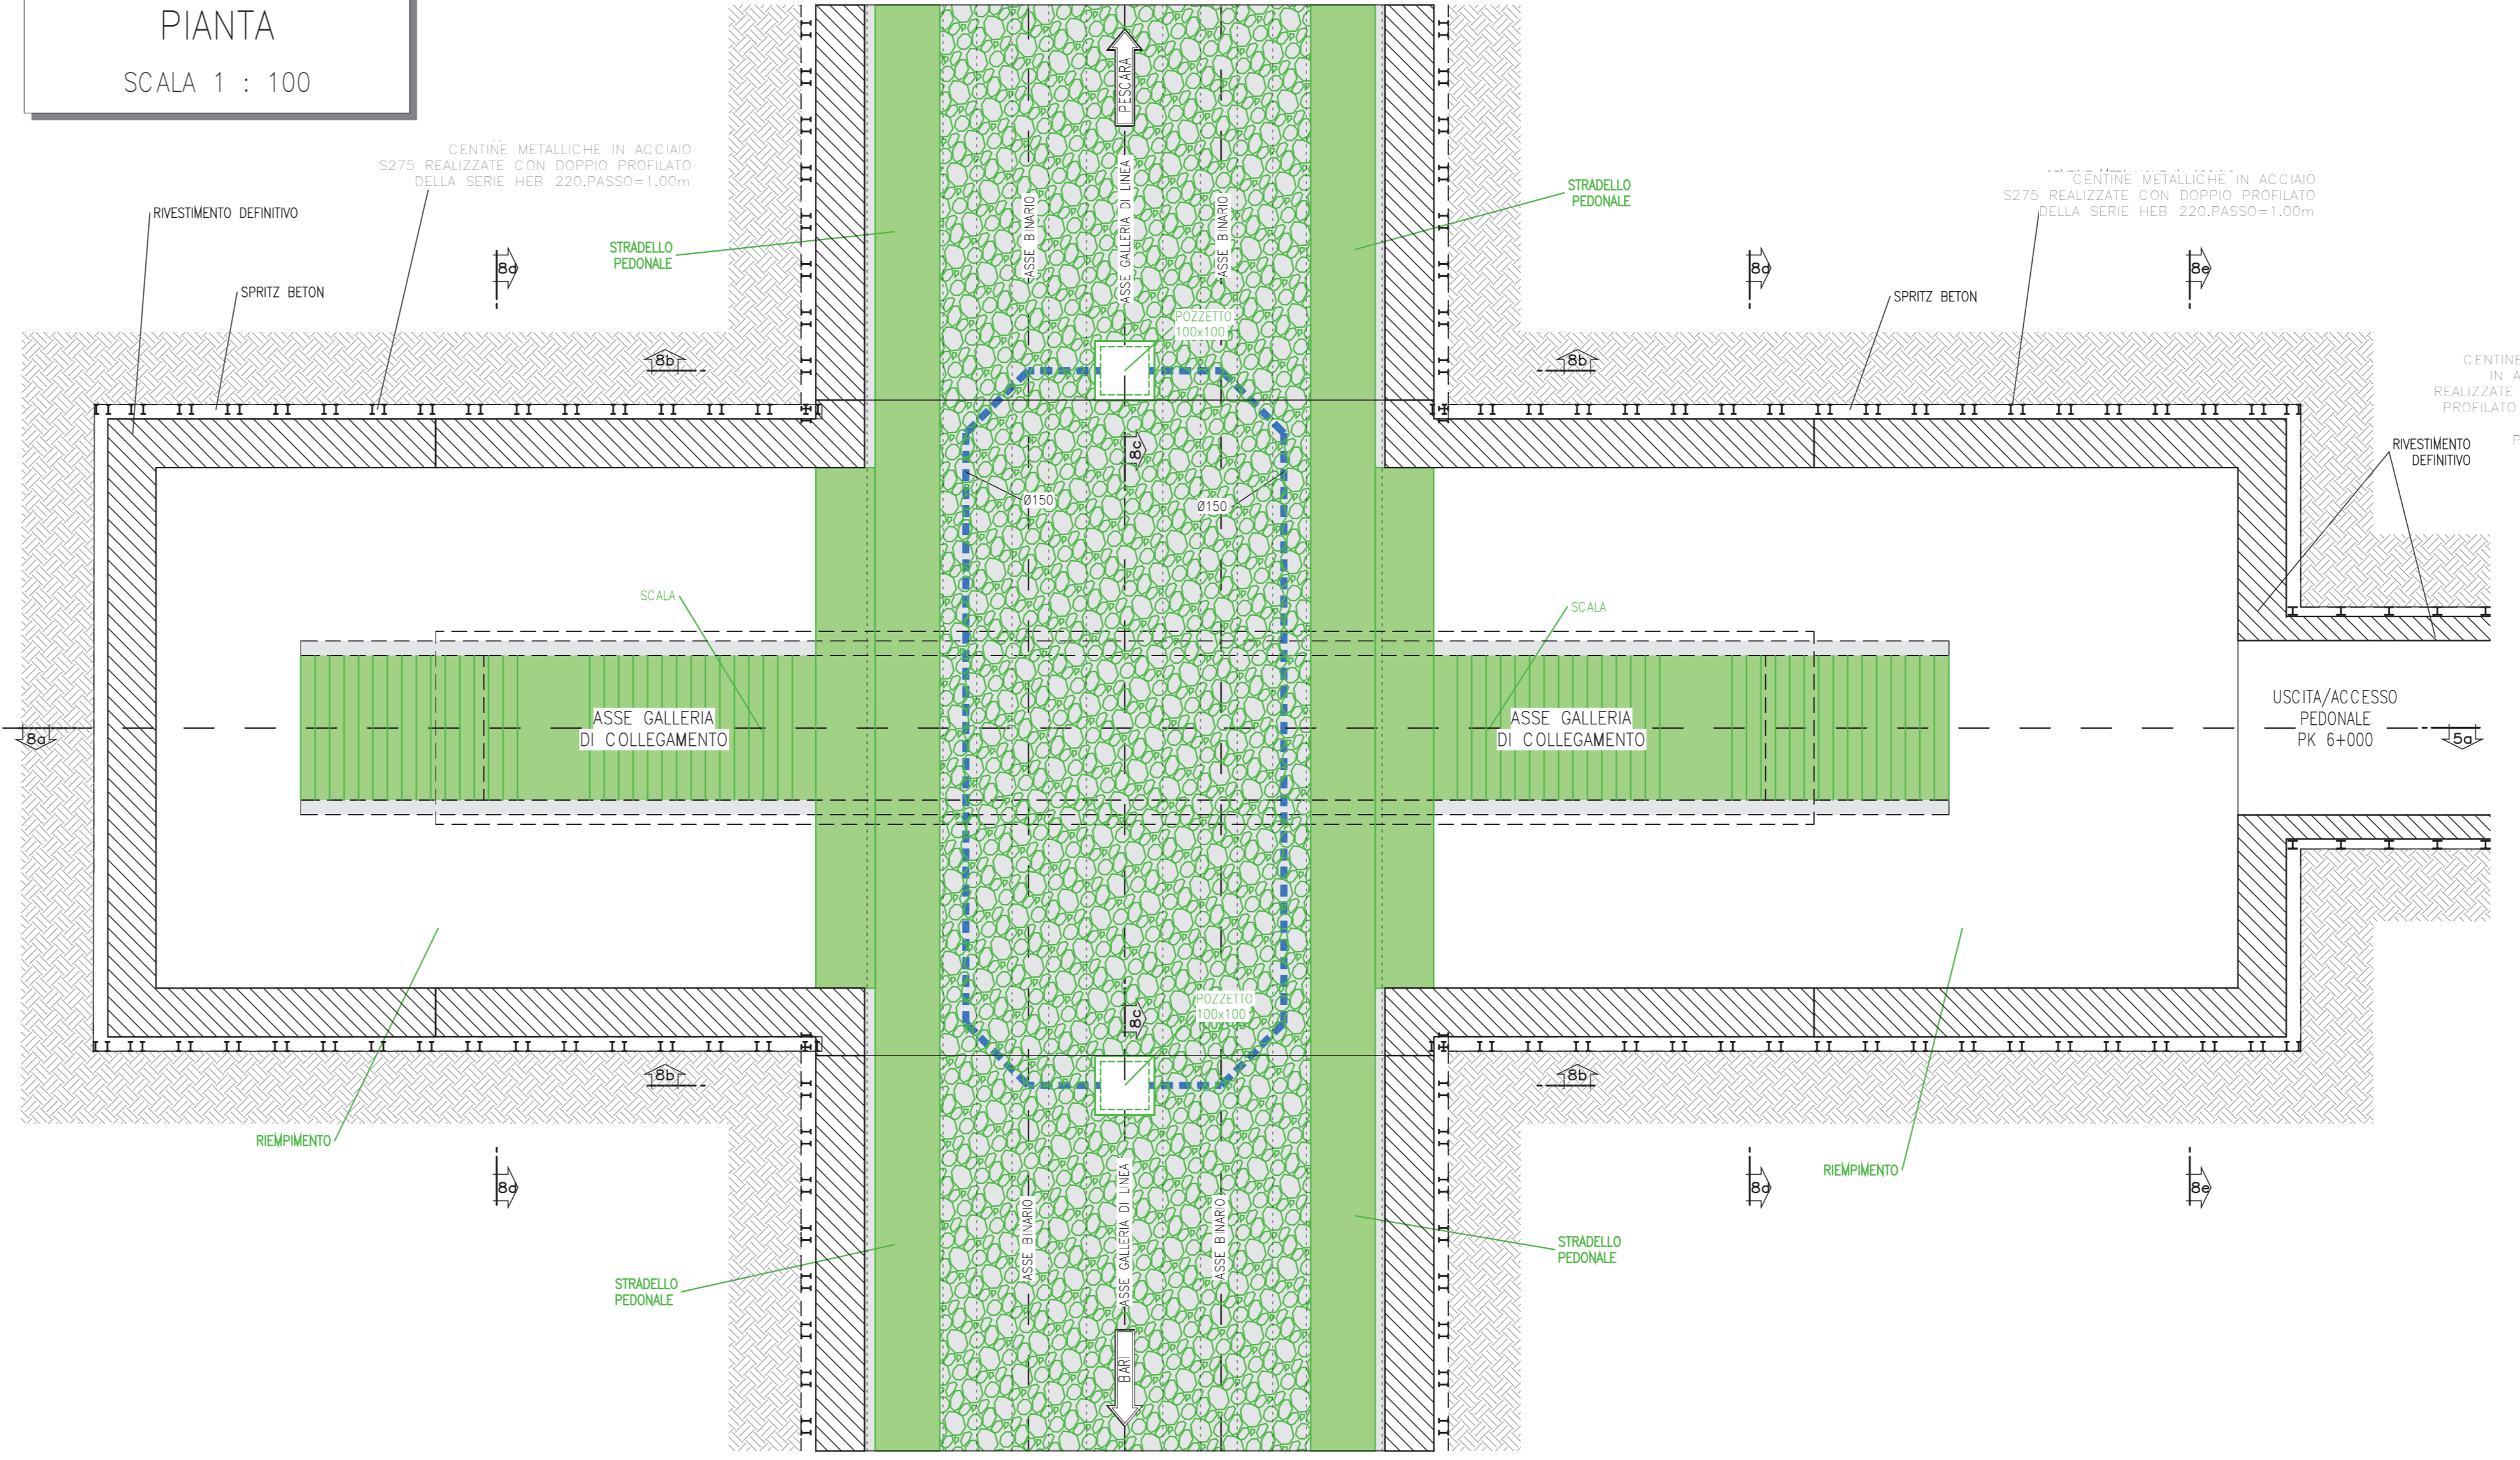 PIANTA
SCALA 1 : 100
CENTINE METALLICHE IN ACCIAIO
S275 REALIZZATE CON DOPPIO PROFILATO
DELLA SERIE HEB 220.PASSO=1.00m
RIVESTIMENTO DEFINITIVO
SPRITZ BETON
STRADELLO
PEDONALE
PESCARA
ASSE BINARIO
ASSE GALLERIA DI LINEA
ASSE BINARIO
STRADELLO
PEDONALE
CENTINE METALLICHE IN ACCIAIO
S275 REALIZZATE CON DOPPIO PROFILATO
DELLA SERIE HEB 220.PASSO=1.00m
SPRITZ BETON
8d
8d
8e
POZZETTO
100x100
8b
8b
CENTINE
IN A
REALIZZATE
PROFILATO
P
RIVESTIMENTO
DEFINITIVO
8c
Ø150
Ø150
SCALA
SCALA
ASSE GALLERIA
DI COLLEGAMENTO
ASSE GALLERIA
DI COLLEGAMENTO
USCITA/ACCESSO
PEDONALE
PK 6+000
8a
5a
POZZETTO
100x100
8c
8b
8b
RIEMPIMENTO
RIEMPIMENTO
8d
8d
8e
ASSE BINARIO
ASSE GALLERIA DI LINEA
ASSE BINARIO
STRADELLO
PEDONALE
STRADELLO
PEDONALE
BARI